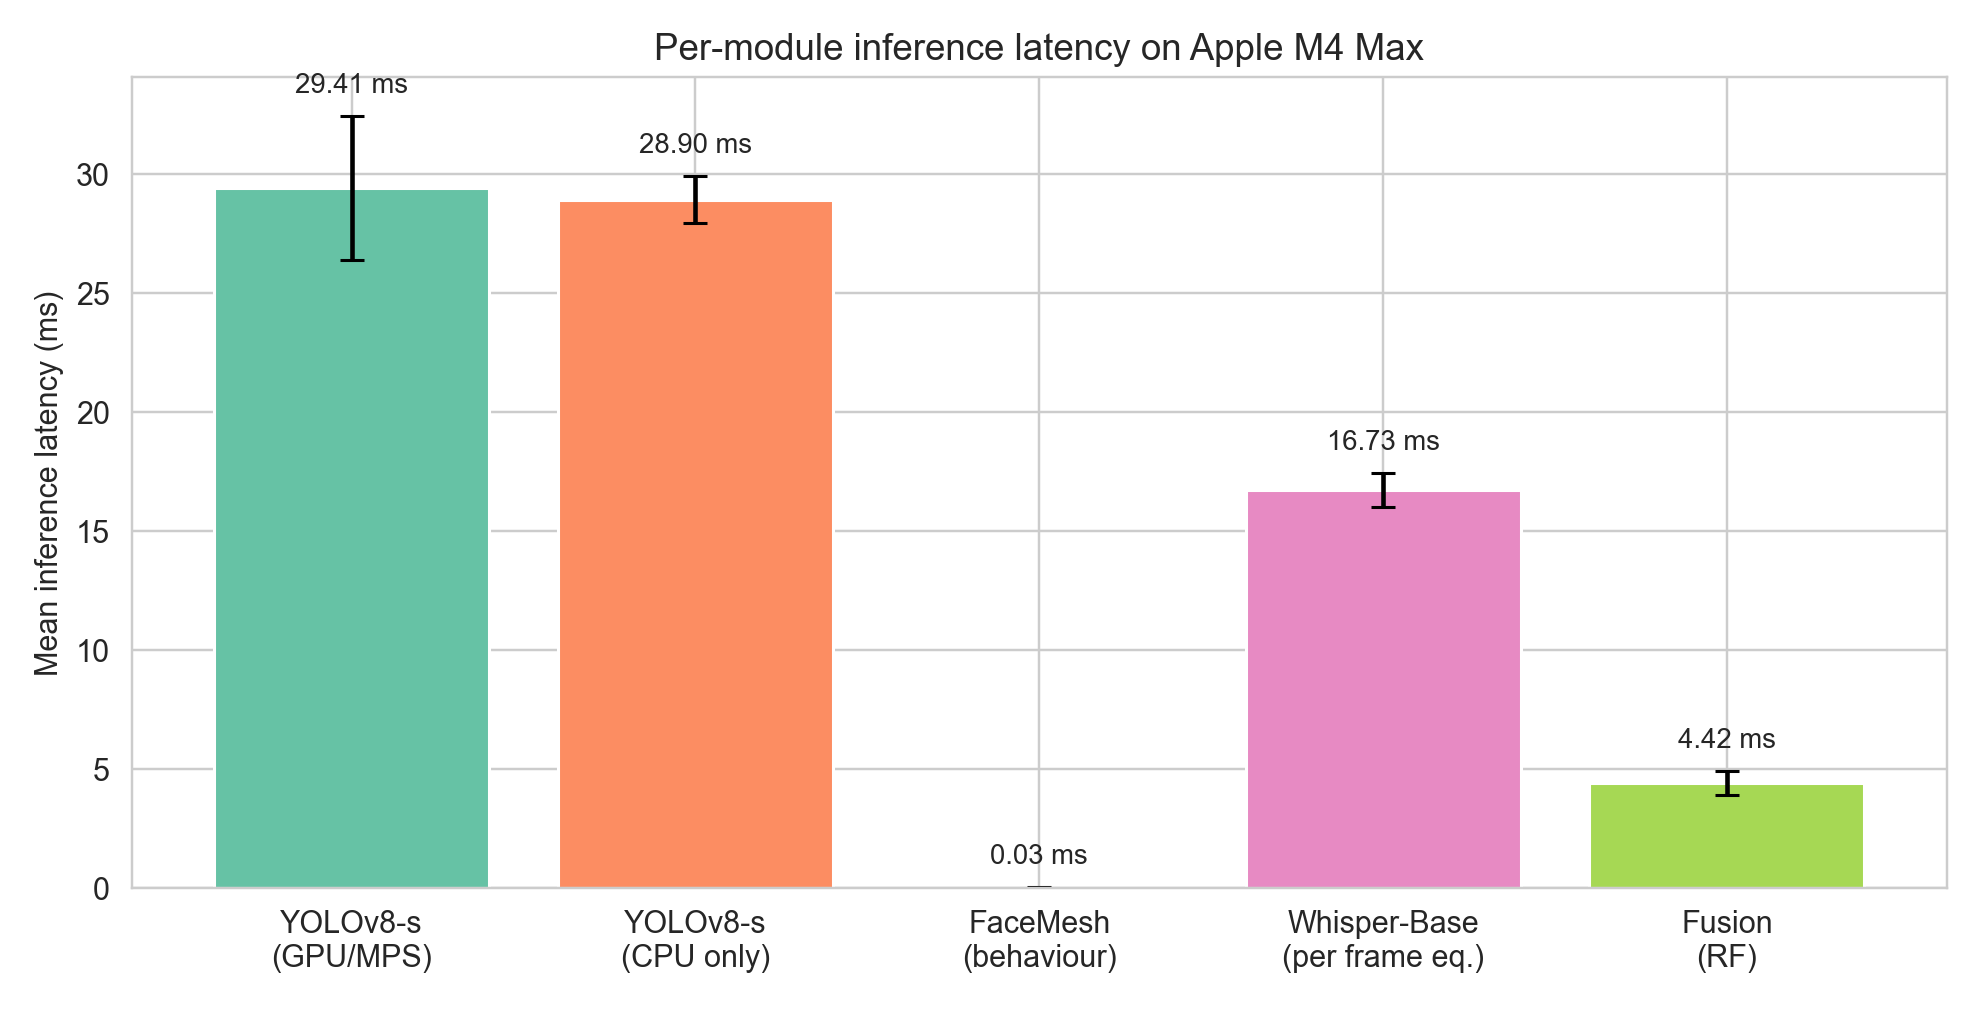 Per-module inference latency on Apple M4 Max
Mean inference latency (ms)
30
25
20
15
10
5
0
29.41 ms
28.90 ms
0.03 ms
16.73 ms
4.42 ms
YOLOv8-s
(GPU/MPS)
YOLOv8-s
(CPU only)
FaceMesh
(behaviour)
Whisper-Base
(per frame eq.)
Fusion
(RF)